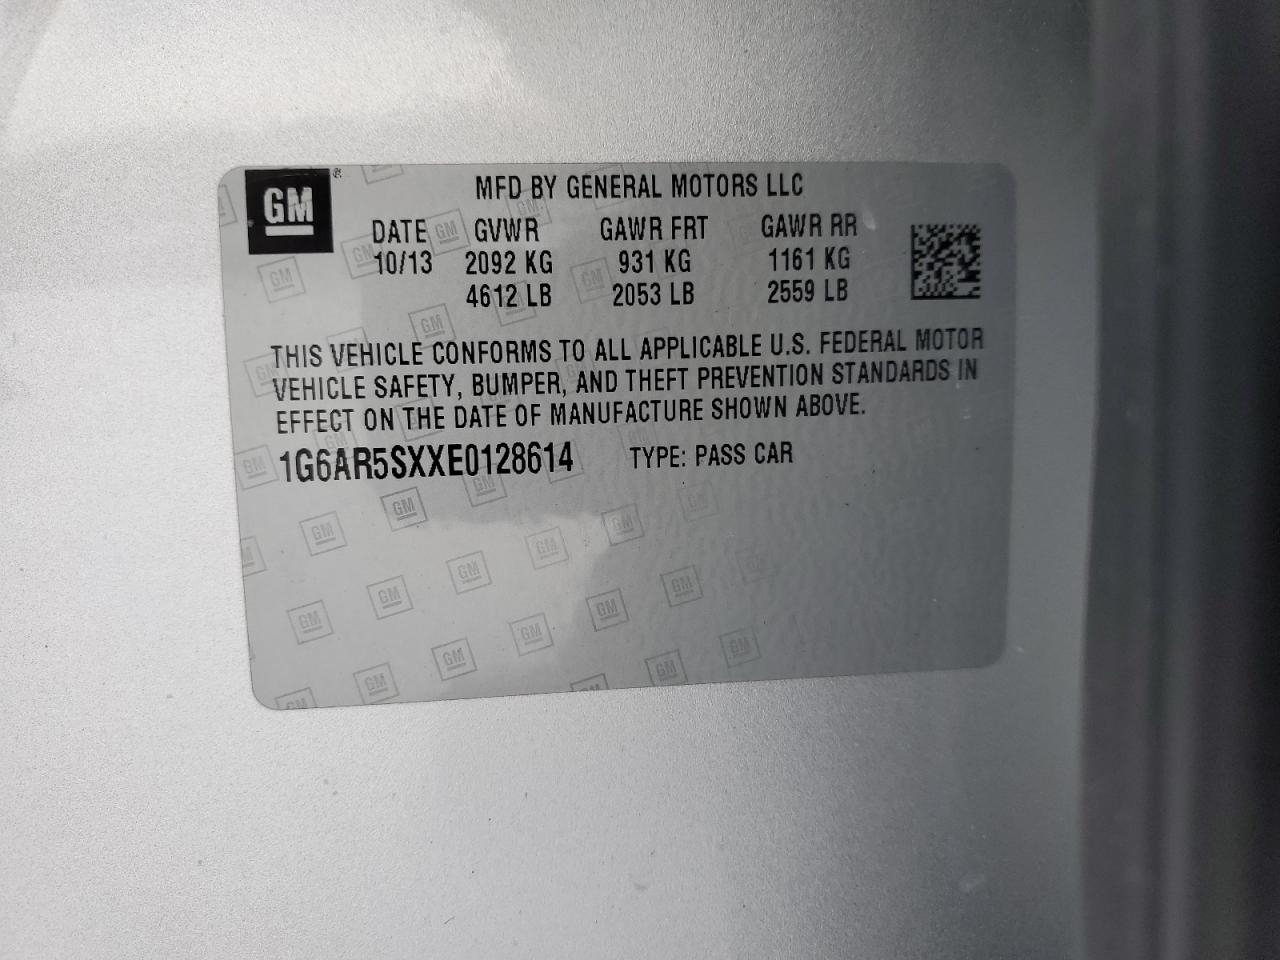 GM ®
MFD BY GENERAL MOTORS LLC
DATE GVWR GAWR FRT GAWR RR
10/13 2092 KG 931 KG 1161 KG
4612 LB 2053 LB 2559 LB
THIS VEHICLE CONFORMS TO ALL APPLICABLE U.S. FEDERAL MOTOR
VEHICLE SAFETY, BUMPER, AND THEFT PREVENTION STANDARDS IN
EFFECT ON THE DATE OF MANUFACTURE SHOWN ABOVE.
1G6AR5SXXE0128614 TYPE: PASS CAR